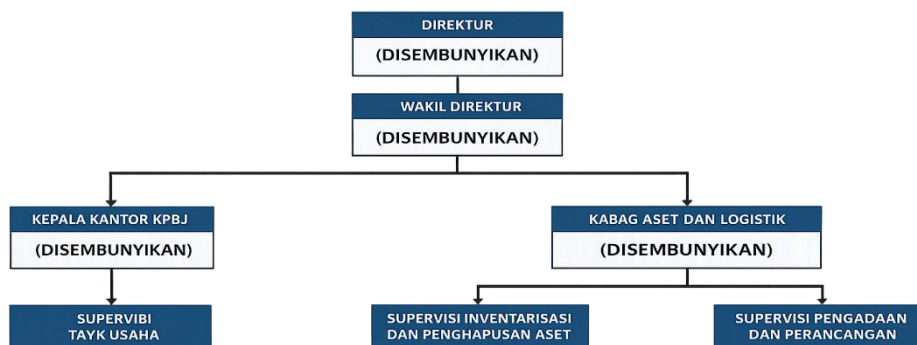 DIREKTUR
(DISEMBUNYIKAN)
WAKIL DIREKTUR
(DISEMBUNYIKAN)
KEPALA KANTOR KPBJ
(DISEMBUNYIKAN)
KABAG ASET DAN LOGISTIK
(DISEMBUNYIKAN)
SUPERVIBI
TAYK USAHA
SUPERVISI INVENTARISASI
DAN PENGHAPUSAN ASET
SUPERVISI PENGADAAN
DAN PERANCANGAN